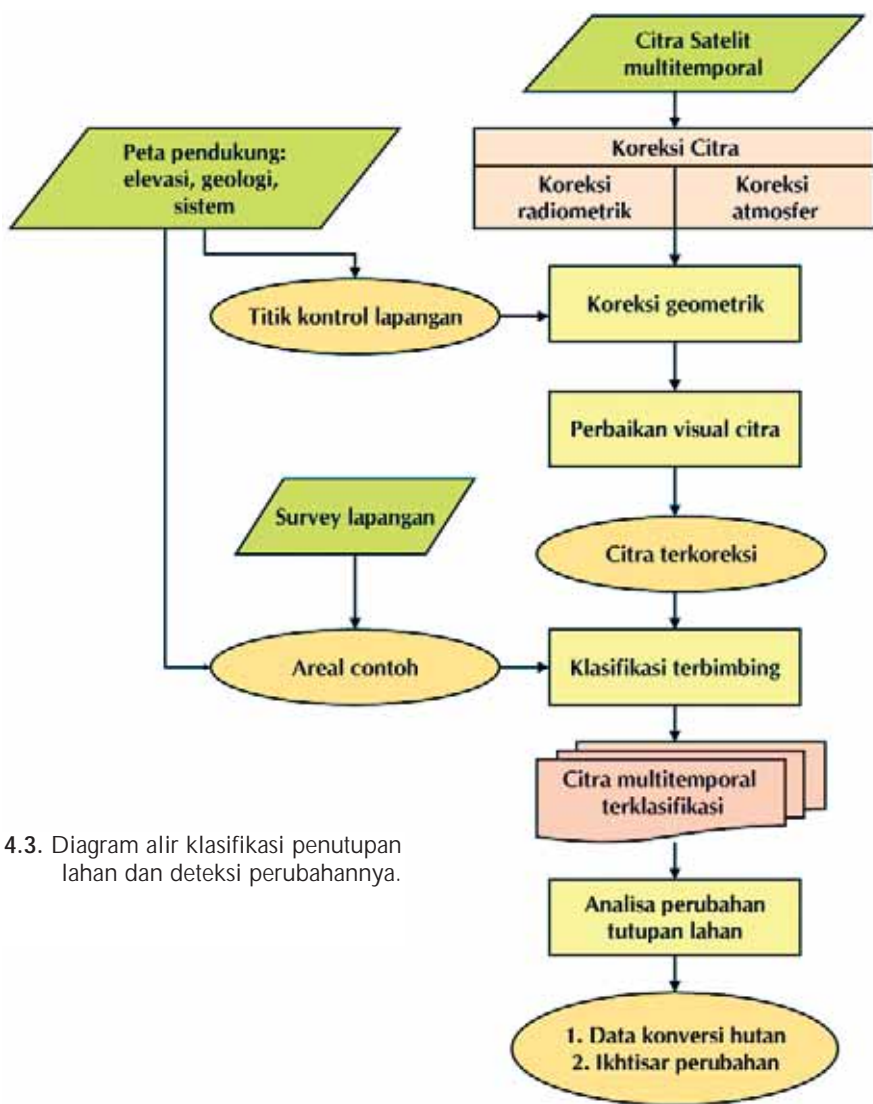 Citra Satelit
multitemporal
Peta pendukung:
elevasi, geologi,
sistem
Koreksi Citra
Koreksi
radiometrik
Koreksi
atmosfer
Titik kontrol lapangan
Koreksi geometrik
Perbaikan visual citra
Survey lapangan
Citra terkoreksi
Areal contoh
Klasifikasi terbimbing
Citra multitemporal
terklasifikasi
4.3. Diagram alir klasifikasi penutupan
lahan dan deteksi perubahannya.
Analisa perubahan
tutupan lahan
1. Data konversi hutan
2. Ikhtisar perubahan